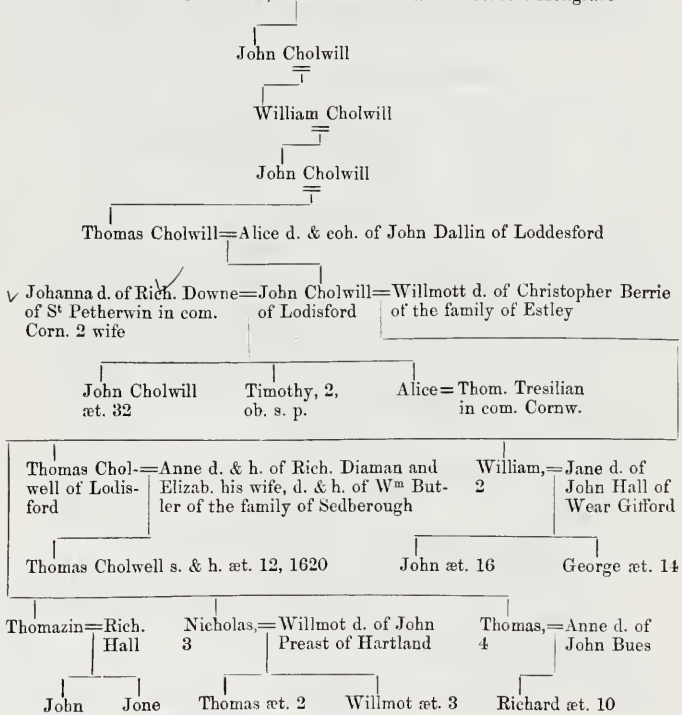 John Cholwill
William Cholwill
John Cholwill
Thomas Cholwill=Alice d. & coh. of John Dallin of Loddesford
Johanna d. of Rich. Downe=John Cholwill=Willmott d. of Christopher Berrie
of St Petherwin in com. of Lodisford of the family of Estley
Corn. 2 wife
John Cholwill Timothy, 2, Alice=Thom. Tresilian
æt. 32 ob. s. p. in com. Cornw.
Thomas Chol-=Anne d. & h. of Rich. Diaman and William,=Jane d. of
well of Lodis- Elizab. his wife, d. & h. of Wm But- 2 John Hall of
ford ler of the family of Sedberough Wear Gifford
Thomas Cholwell s. & h. æt. 12, 1620 John æt. 16 George æt. 14
Thomazin=Rich. Nicholas,=Willmot d. of John Thomas,=Anne d. of
Hall 3 Preast of Hartland 4 John Bues
John Jone Thomas æt. 2 Willmot æt. 3 Richard æt. 10